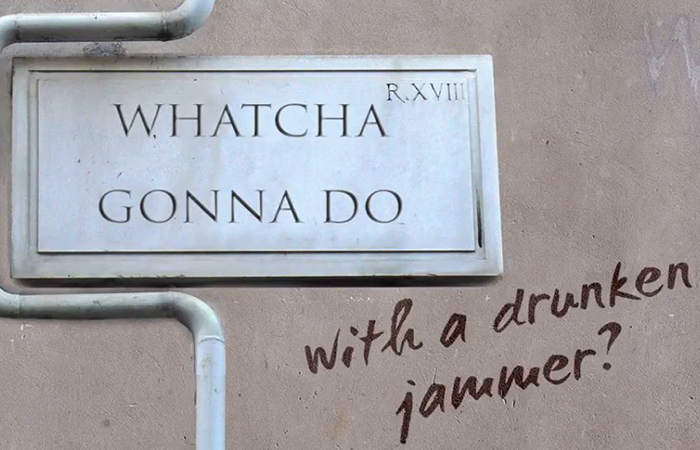 R.XVIII
WHATCHA
GONNA DO
with a drunken
jammer?